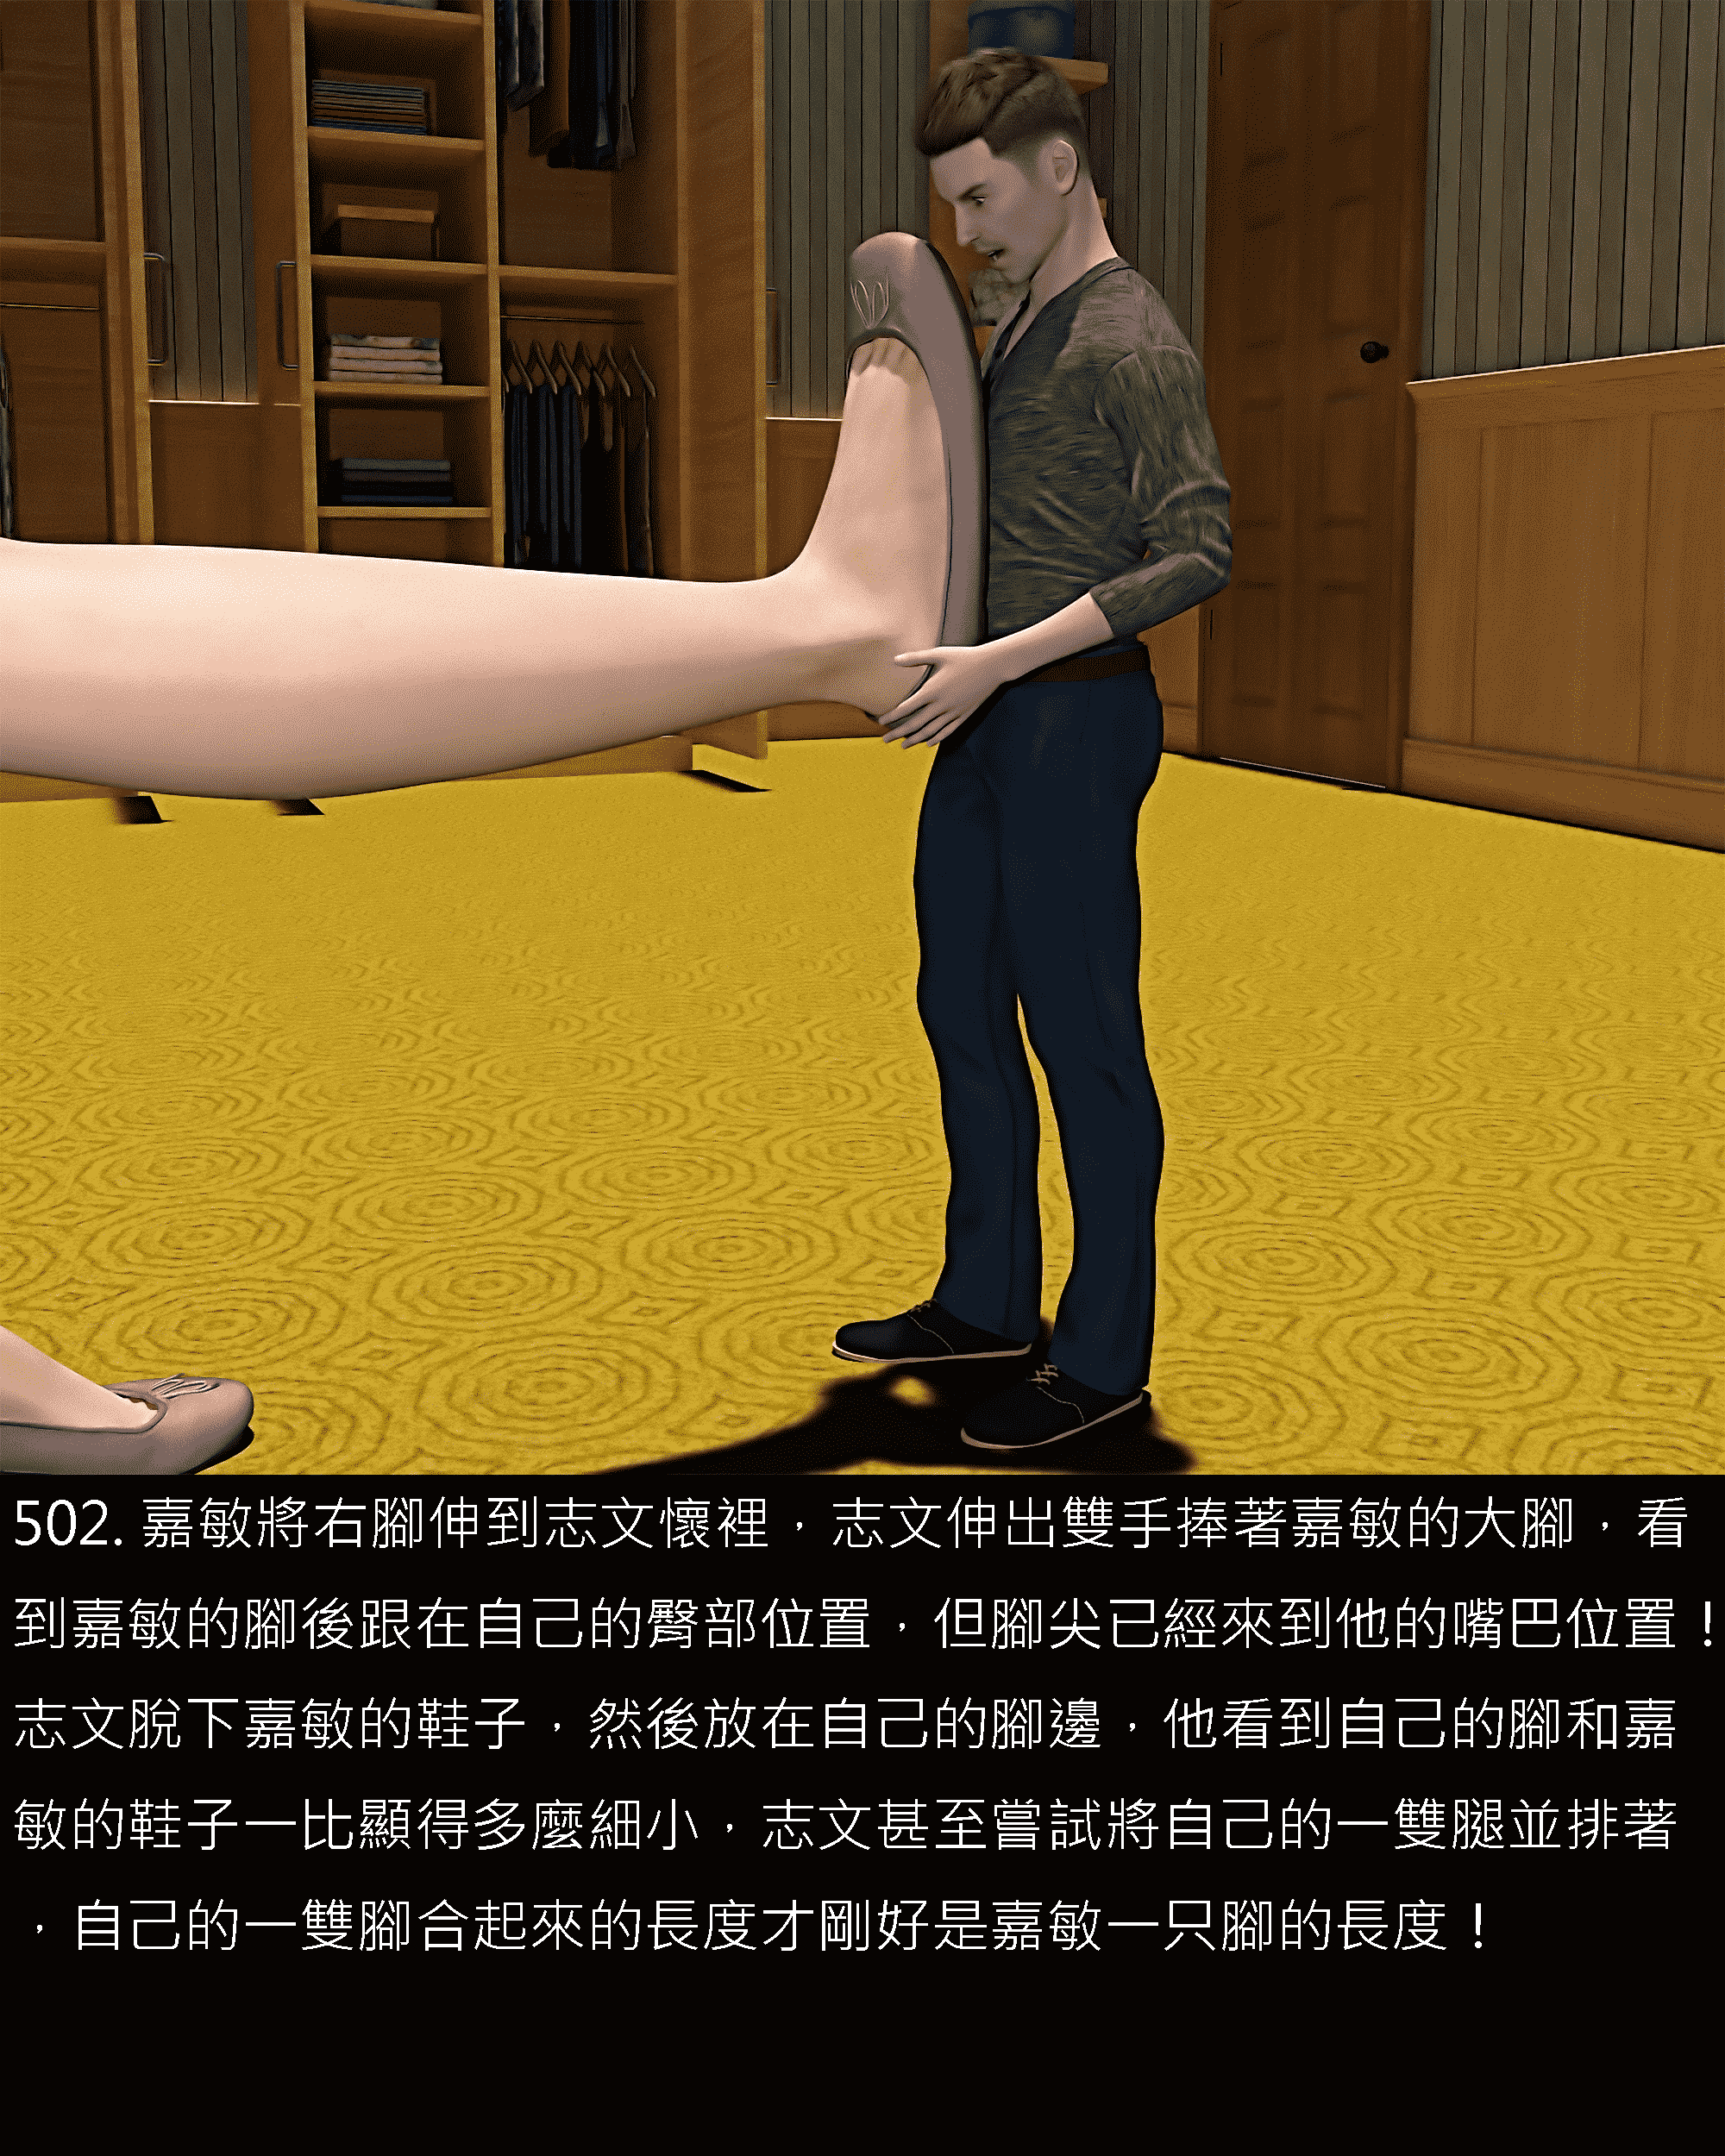 502. 嘉敏將右腳伸到志文懷裡，志文伸出雙手捧著嘉敏的大腳，看
到嘉敏的腳後跟在自己的臀部位置，但腳尖已經來到他的嘴巴位置！
志文脫下嘉敏的鞋子，然後放在自己的腳邊，他看到自己的腳和嘉
敏的鞋子一比顯得多麼細小，志文甚至嘗試將自己的一雙腿並排著
，自己的一雙腳合起來的長度才剛好是嘉敏一只腳的長度！